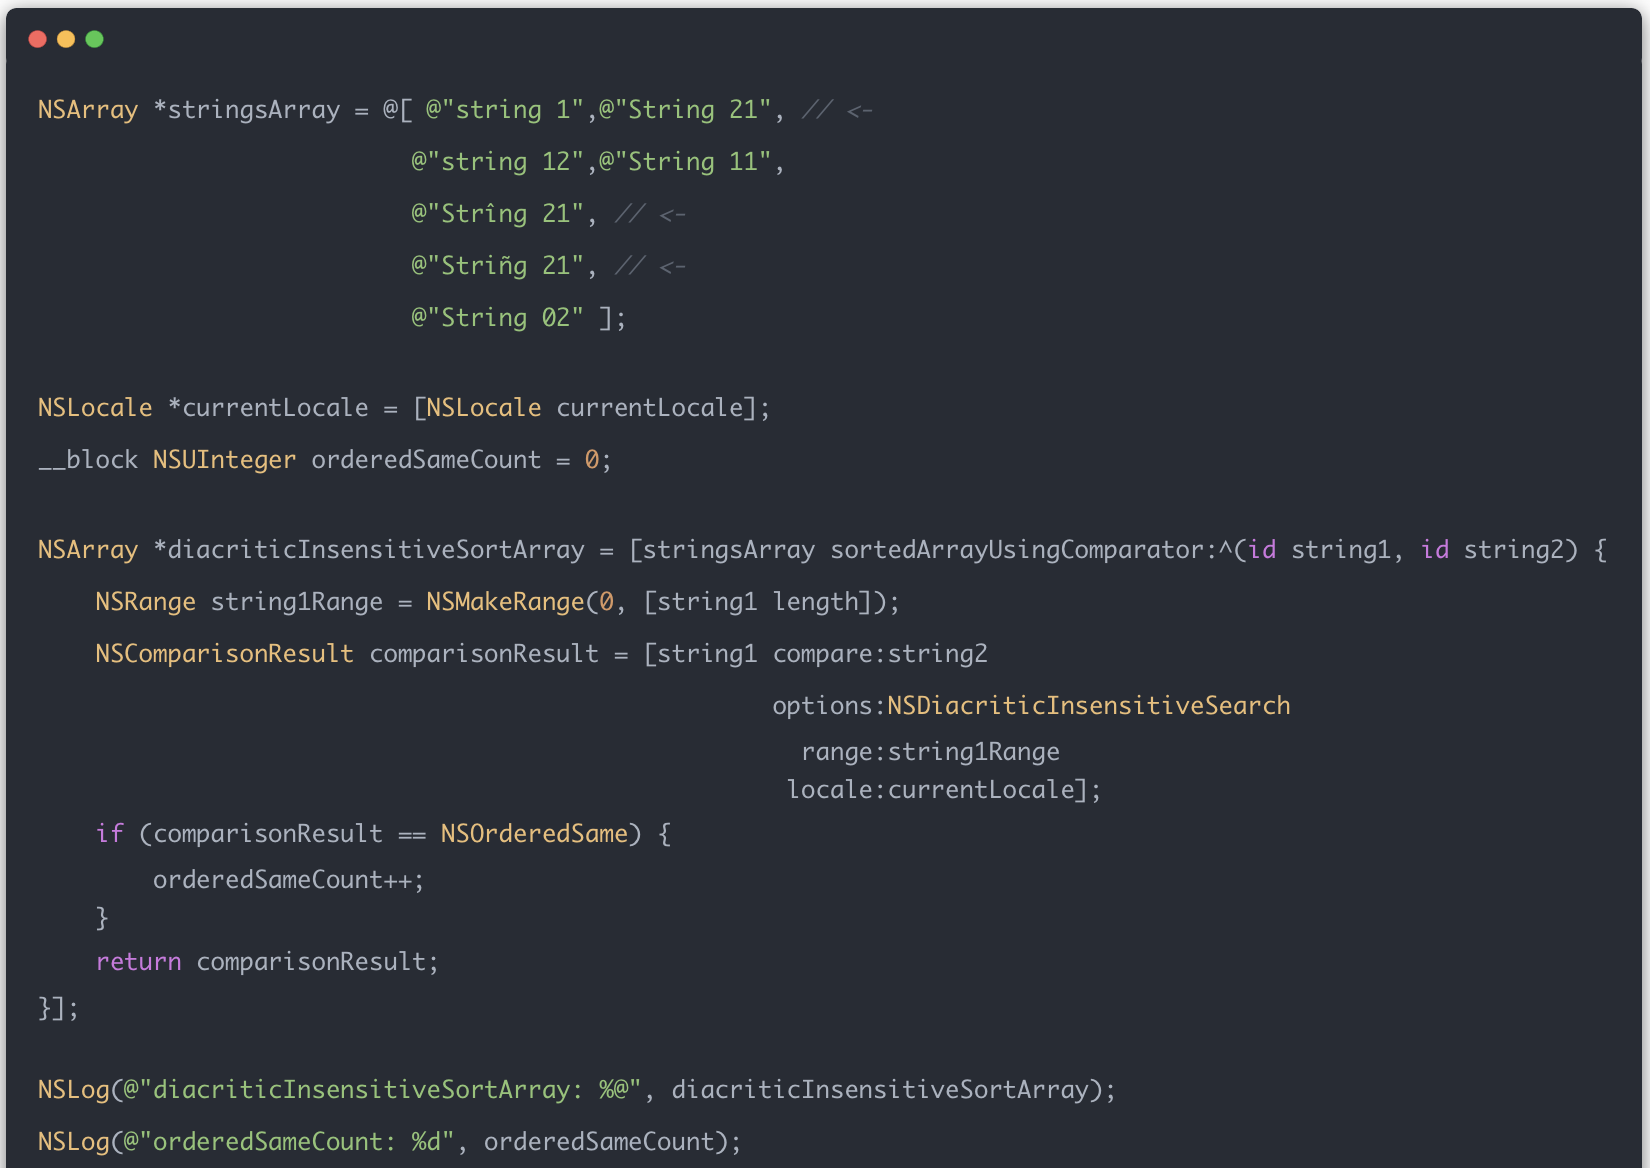 NSArray *stringsArray = @[ @"string 1",@"String 21", // <-
@"string 12",@"String 11",
@"Strîng 21", // <-
@"Striñg 21", // <-
@"String 02" ];
NSLocale *currentLocale = [NSLocale currentLocale];
__block NSUInteger orderedSameCount = 0;
NSArray *diacriticInsensitiveSortArray = [stringsArray sortedArrayUsingComparator:^(id string1, id string2) {
NSRange string1Range = NSMakeRange(0, [string1 length]);
NSComparisonResult comparisonResult = [string1 compare:string2
options:NSDiacriticInsensitiveSearch
range:string1Range
locale:currentLocale];
if (comparisonResult == NSOrderedSame) {
orderedSameCount++;
}
return comparisonResult;
}];
NSLog(@"diacriticInsensitiveSortArray: %@", diacriticInsensitiveSortArray);
NSLog(@"orderedSameCount: %d", orderedSameCount);